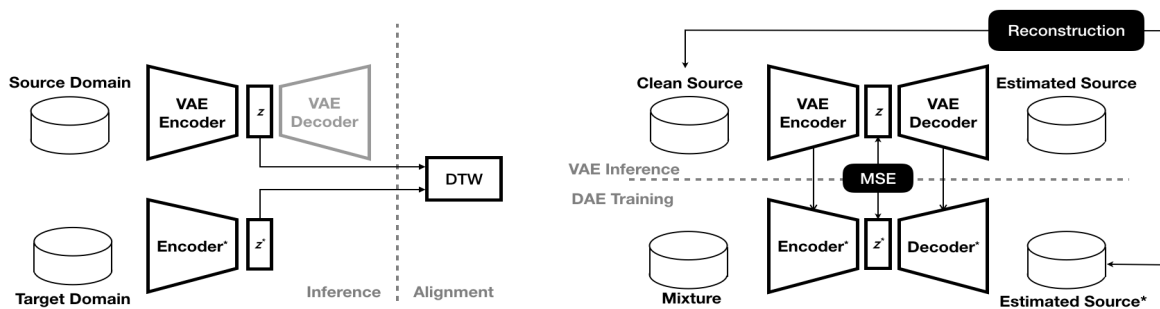 Source Domain
VAE
Encoder
z
VAE
Decoder
DTW
Encoder*
z*
Target Domain
Inference
Alignment
Reconstruction
Clean Source
VAE
Encoder
z
VAE
Decoder
Estimated Source
VAE Inference
MSE
DAE Training
Encoder*
z*
Decoder*
Mixture
Estimated Source*